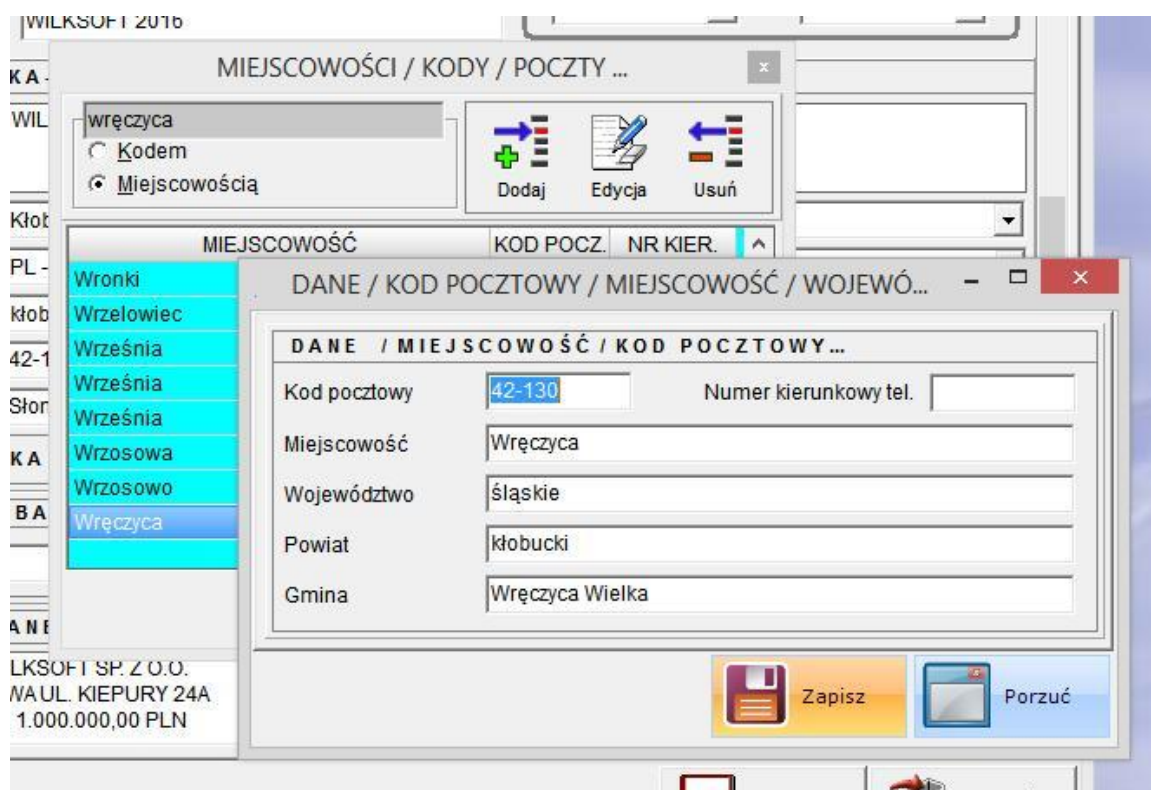 WILKSOFT 2016
MIEJSCOWOŚCI / KODY / POCZTY ...
x
K A -
WIL
wręczyca
Kodem
Miejscowością
Dodaj Edycja Usuń
Kłob
MIEJSCOWOŚĆ KOD POCZ. NR KIER.
PL -
Wronki
DANE / KOD POCZTOWY / MIEJSCOWOŚĆ / WOJEWÓ...
kłob
Wrzelowiec
DANE / MIEJSCOWOŚĆ / KOD POCZTOWY...
42-1
Września
Września
Kod pocztowy 42-130 Numer kierunkowy tel.
Słon
Września
Miejscowość Wręczyca
K A
Wrzosowa
Wrzosowo
Województwo śląskie
B A
Wręczyca
Powiat kłobucki
Gmina Wręczyca Wielka
A N E
LKSOFT SP. Z O.O.
WA UL. KIEPURY 24A
1.000.000,00 PLN
Zapisz Porzuć